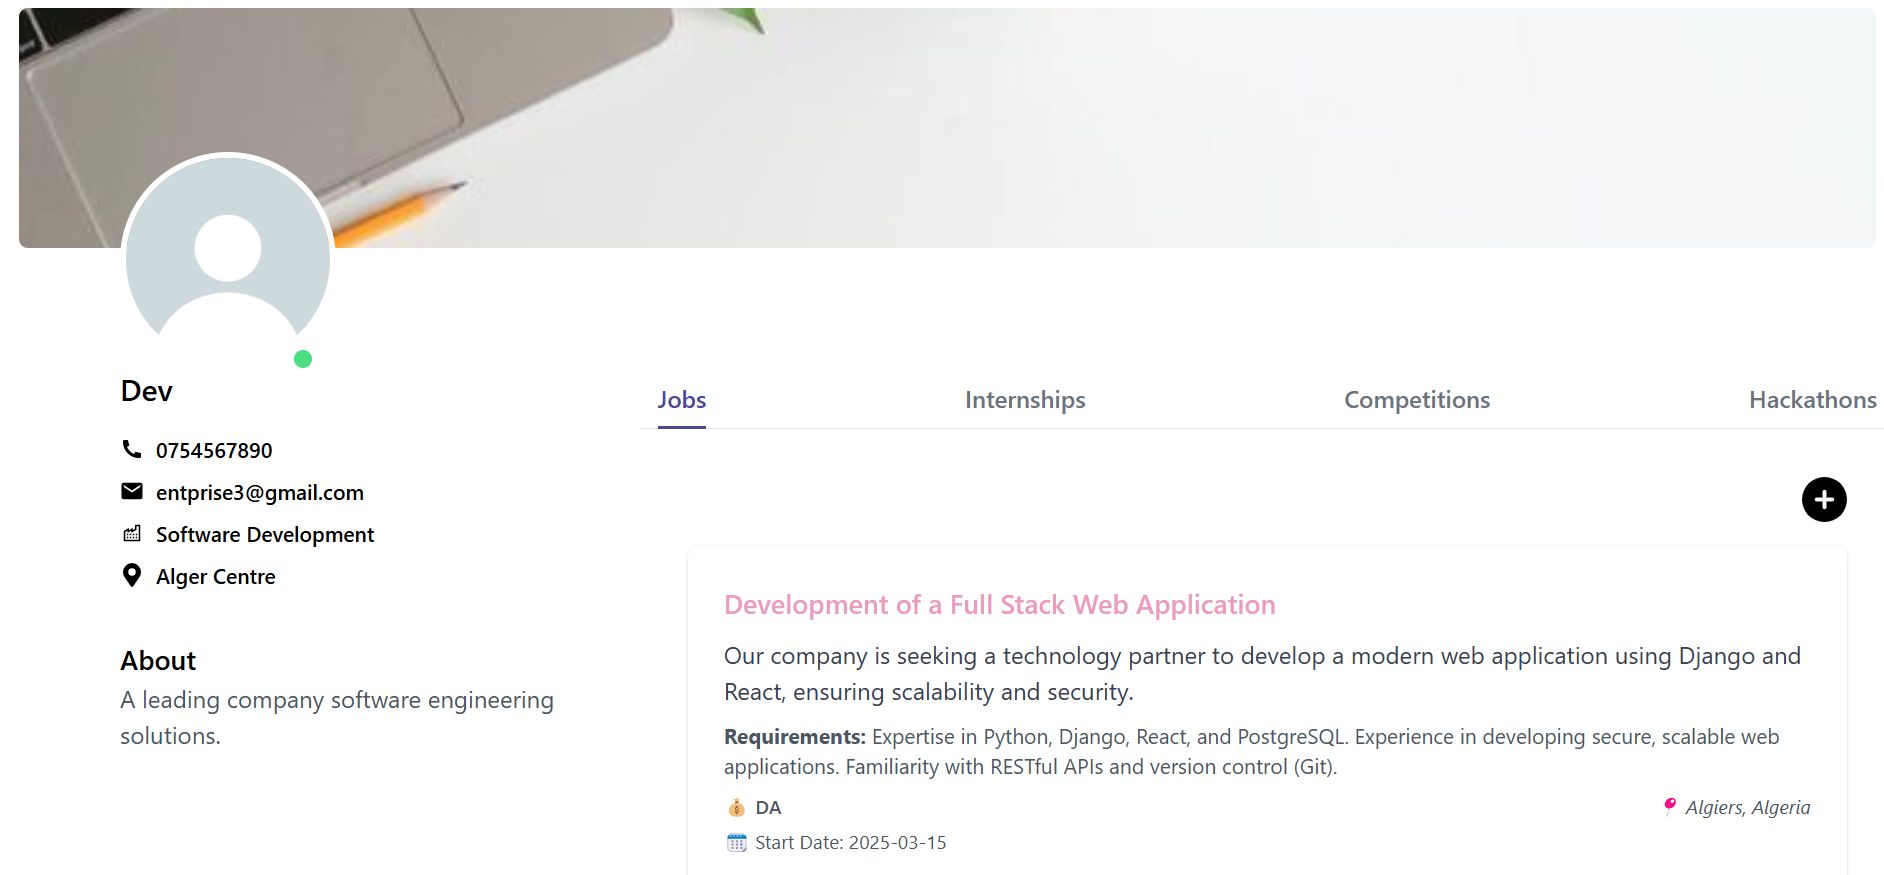 Dev
0754567890
entprise3@gmail.com
Software Development
Alger Centre
About
A leading company software engineering
solutions.
Jobs
Internships
Competitions
Hackathons
Development of a Full Stack Web Application
Our company is seeking a technology partner to develop a modern web application using Django and
React, ensuring scalability and security.
Requirements: Expertise in Python, Django, React, and PostgreSQL. Experience in developing secure, scalable web
applications. Familiarity with RESTful APIs and version control (Git).
DA
Algiers, Algeria
Start Date: 2025-03-15